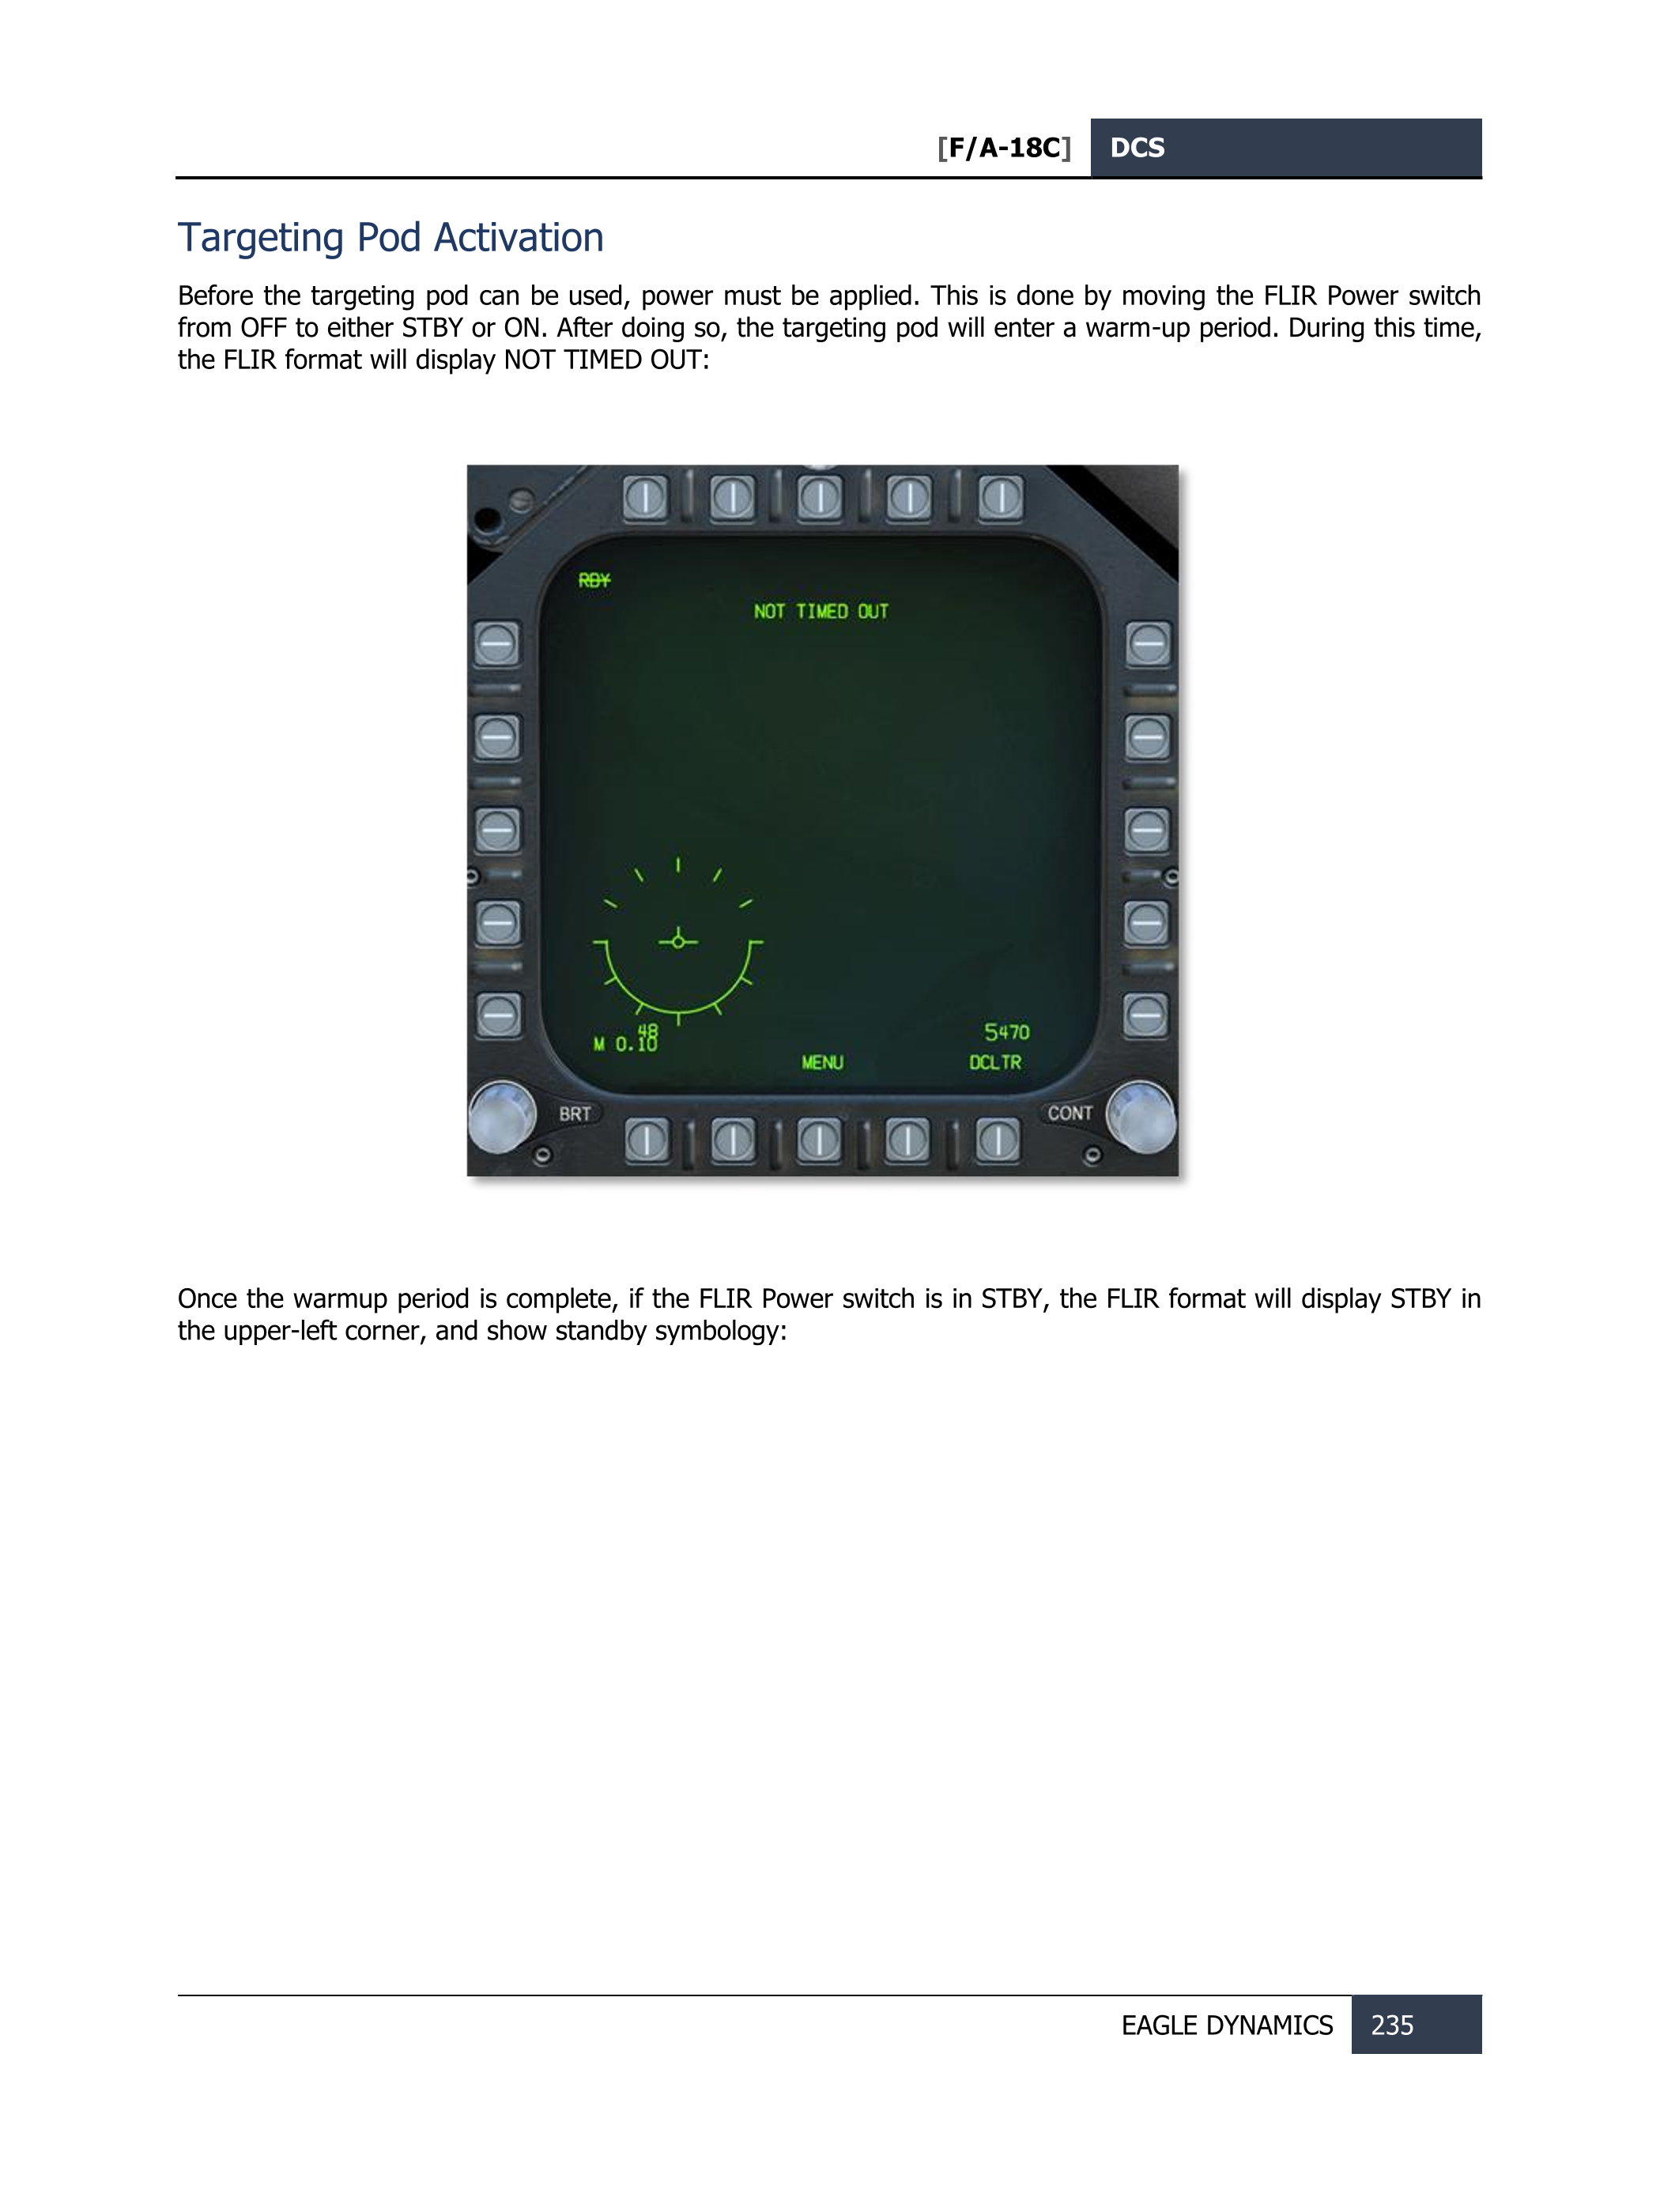 [F/A-18C] DCS
Targeting Pod Activation
Before the targeting pod can be used, power must be applied. This is done by moving the FLIR Power switch
from OFF to either STBY or ON. After doing so, the targeting pod will enter a warm-up period. During this time,
the FLIR format will display NOT TIMED OUT:
RDY
NOT TIMED OUT
48
M 0.10
5470
MENU DCLTR
BRT CONT
Once the warmup period is complete, if the FLIR Power switch is in STBY, the FLIR format will display STBY in
the upper-left corner, and show standby symbology:
EAGLE DYNAMICS 235